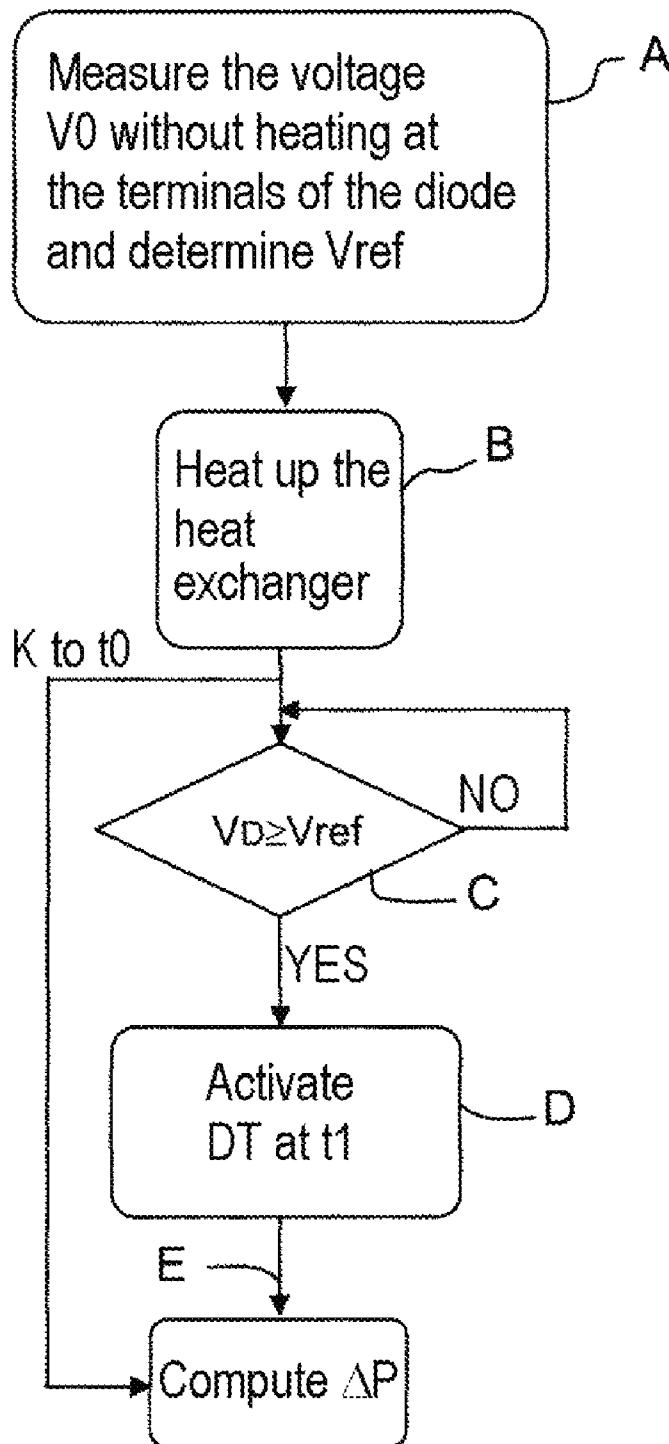 Measure the voltage
V0 without heating at
the terminals of the diode
and determine Vref
A
Heat up the
heat
exchanger
B
K to t0
VD≥Vref
NO
C
YES
Activate
DT at t1
D
E
Compute ΔP